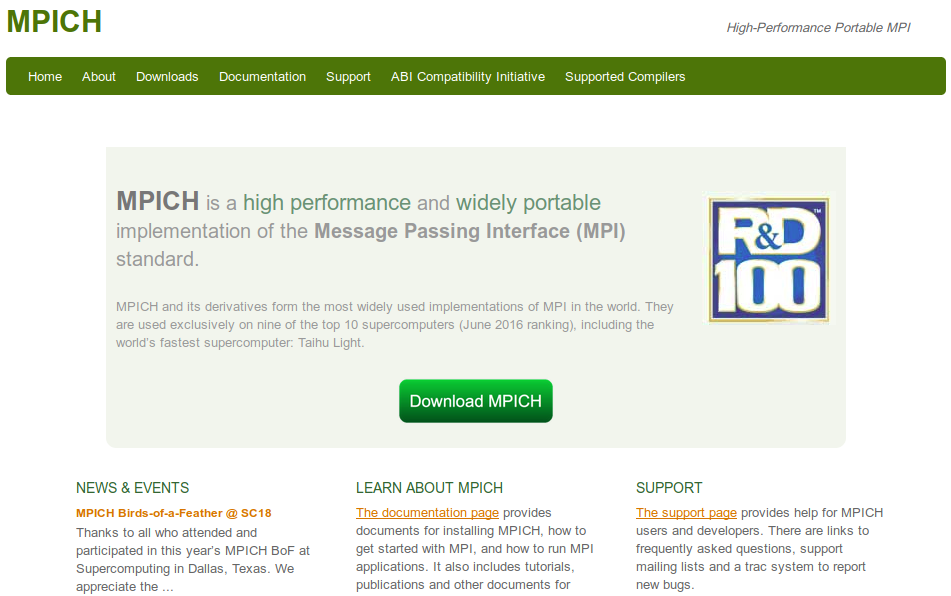 MPICH
High-Performance Portable MPI
Home About Downloads Documentation Support ABI Compatibility Initiative Supported Compilers
MPICH is a high performance and widely portable
implementation of the Message Passing Interface (MPI)
standard.
R&D
100
TM
MPICH and its derivatives form the most widely used implementations of MPI in the world. They
are used exclusively on nine of the top 10 supercomputers (June 2016 ranking), including the
world's fastest supercomputer: Taihu Light.
Download MPICH
NEWS & EVENTS
MPICH Birds-of-a-Feather @ SC18
Thanks to all who attended and
participated in this year's MPICH BoF at
Supercomputing in Dallas, Texas. We
appreciate the ...
LEARN ABOUT MPICH
The documentation page provides
documents for installing MPICH, how to
get started with MPI, and how to run MPI
applications. It also includes tutorials,
publications and other documents for
SUPPORT
The support page provides help for MPICH
users and developers. There are links to
frequently asked questions, support
mailing lists and a trac system to report
new bugs.